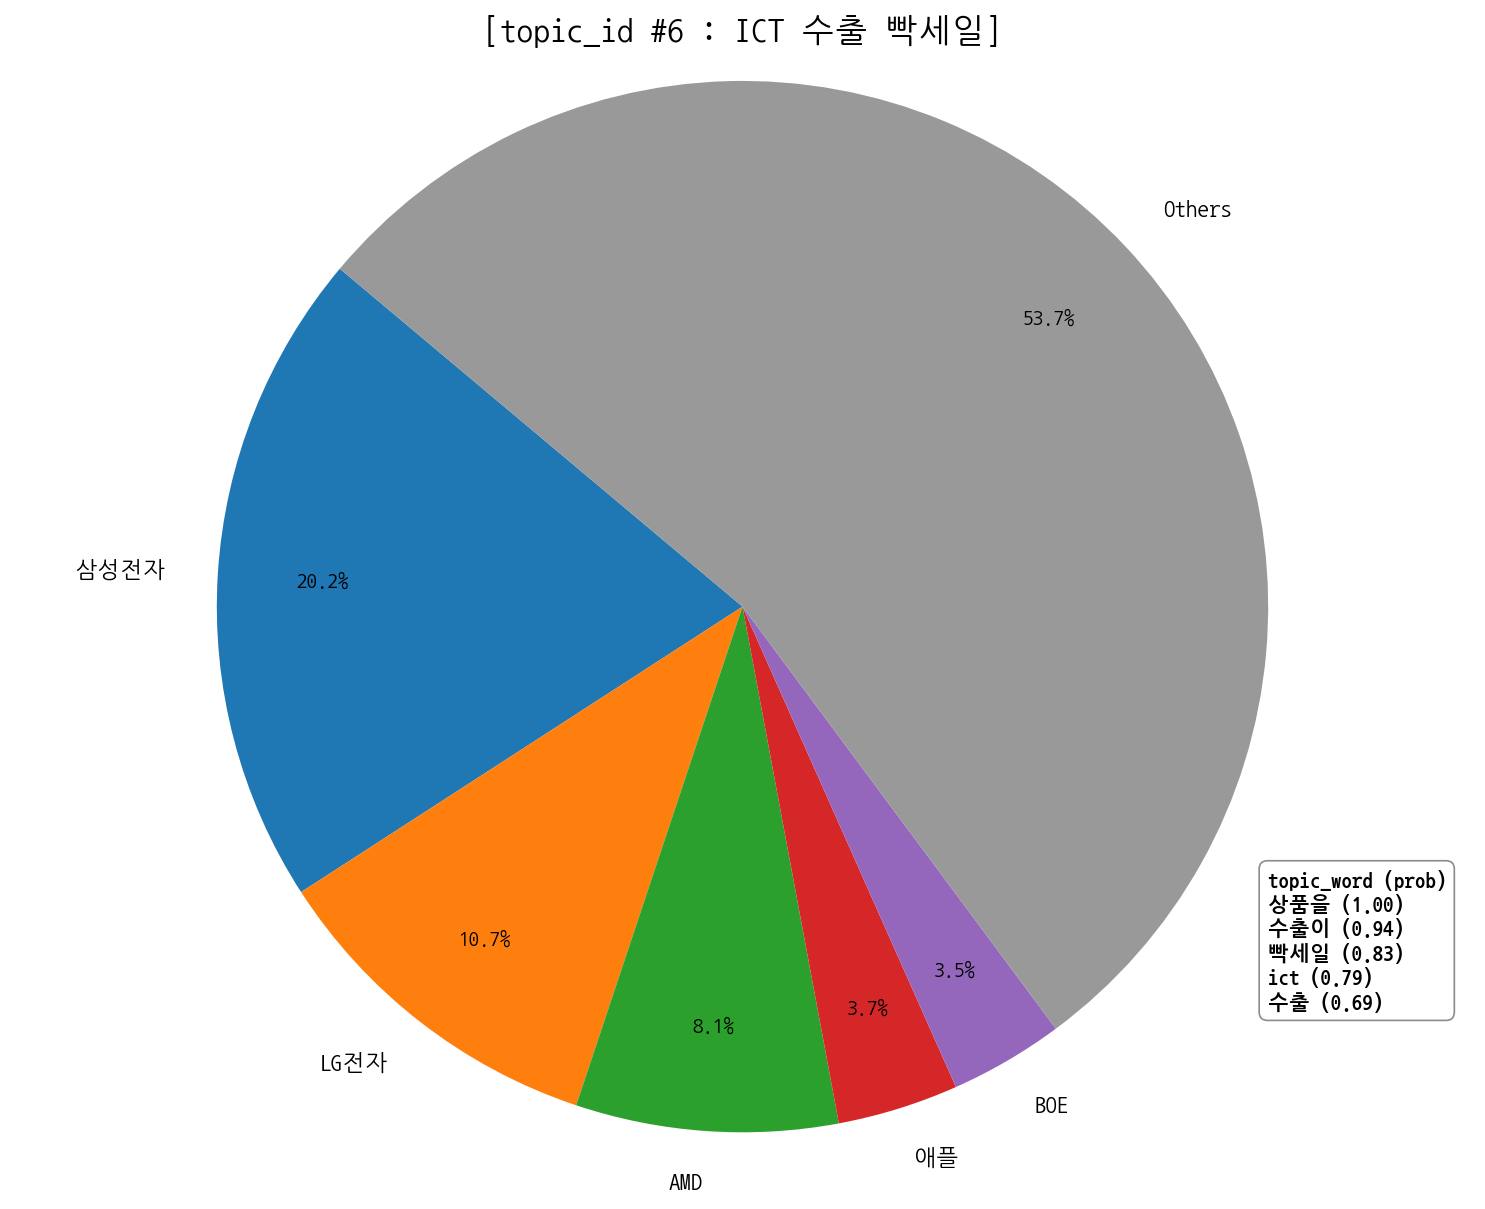 [topic_id #6 : ICT 수출 빡세일]
Others
53.7%
삼성전자
20.2%
topic_word (prob)
상품을 (1.00)
수출이 (0.94)
빡세일 (0.83)
ict (0.79)
수출 (0.69)
10.7%
3.5%
3.7%
8.1%
LG전자
BOE
애플
AMD